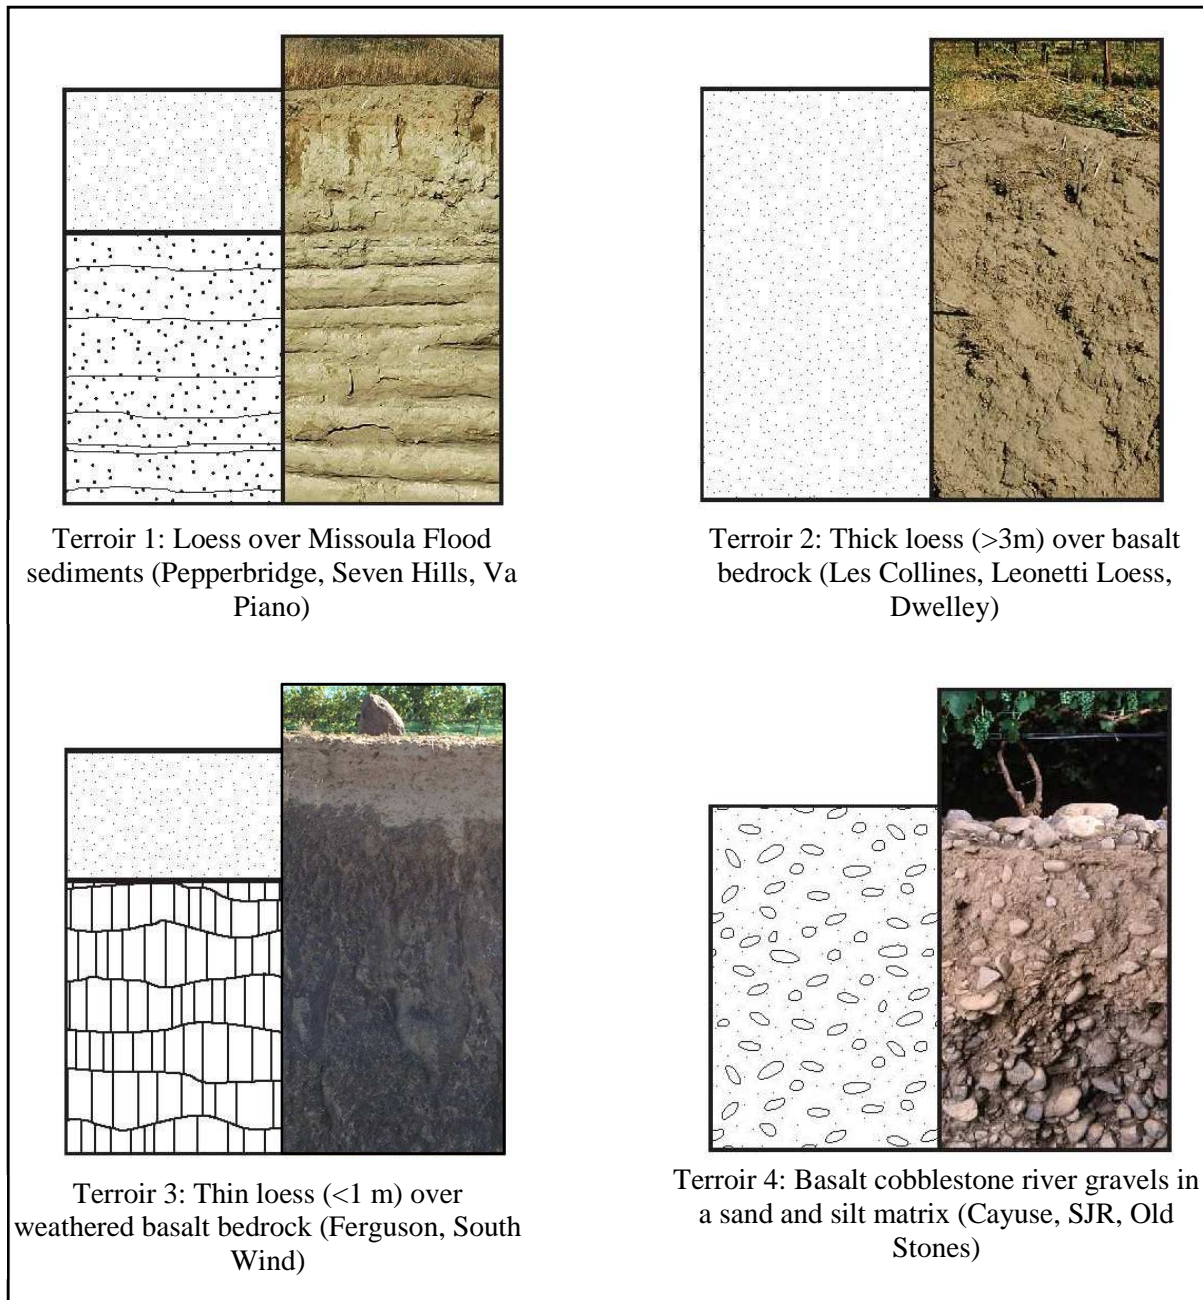 Terroir 1: Loess over Missoula Flood
sediments (Pepperbridge, Seven Hills, Va
Piano)
Terroir 2: Thick loess (>3m) over basalt
bedrock (Les Collines, Leonetti Loess,
Dwelley)
Terroir 3: Thin loess (<1 m) over
weathered basalt bedrock (Ferguson, South
Wind)
Terroir 4: Basalt cobblestone river gravels in
a sand and silt matrix (Cayuse, SJR, Old
Stones)